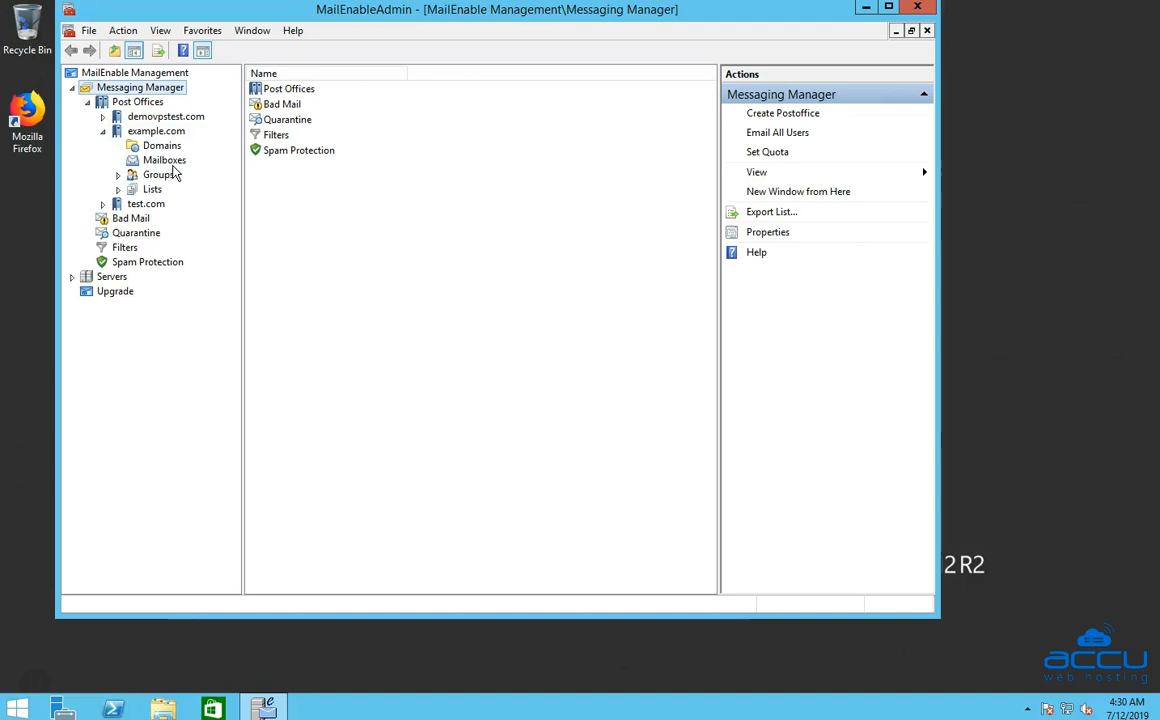 MailEnableAdmin - [MailEnable Management\Messaging Manager]
Recycle Bin
Mozilla
Firefox
File Action View Favorites Window Help
MailEnable Management
Messaging Manager
Post Offices
demovpstest.com
example.com
Domains
Mailboxes
Groups
Lists
test.com
Bad Mail
Quarantine
Filters
Spam Protection
Servers
Upgrade
Name
Post Offices
Bad Mail
Quarantine
Filters
Spam Protection
Actions
Messaging Manager
Create Postoffice
Email All Users
Set Quota
View
New Window from Here
Export List...
Properties
Help
2 R2
accu
web hosting
4:30 AM
7/12/2019